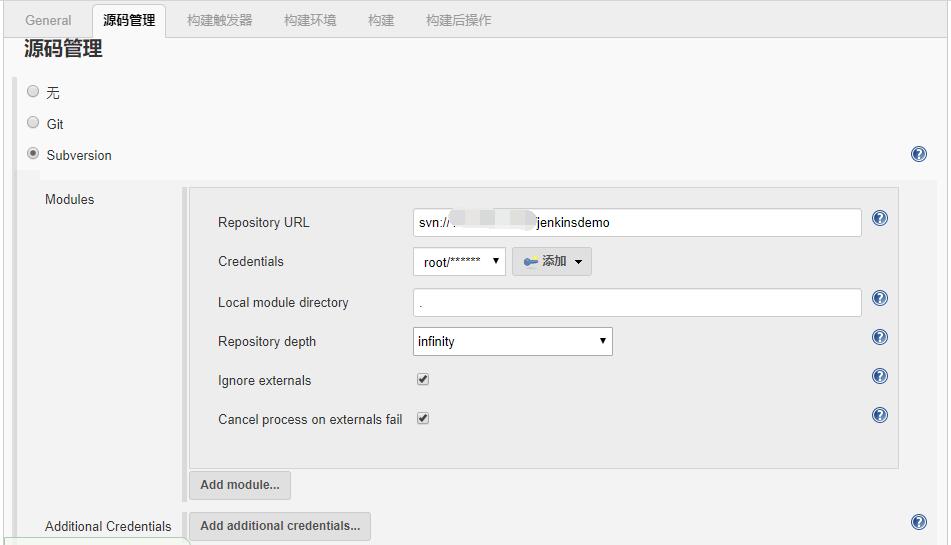 General 源码管理 构建触发器 构建环境 构建 构建后操作
源码管理
无
Git
Subversion
Modules
Repository URL svn:// /jenkinsdemo
Credentials root/****** 添加
Local module directory .
Repository depth infinity
Ignore externals
Cancel process on externals fail
Add module...
Additional Credentials Add additional credentials...